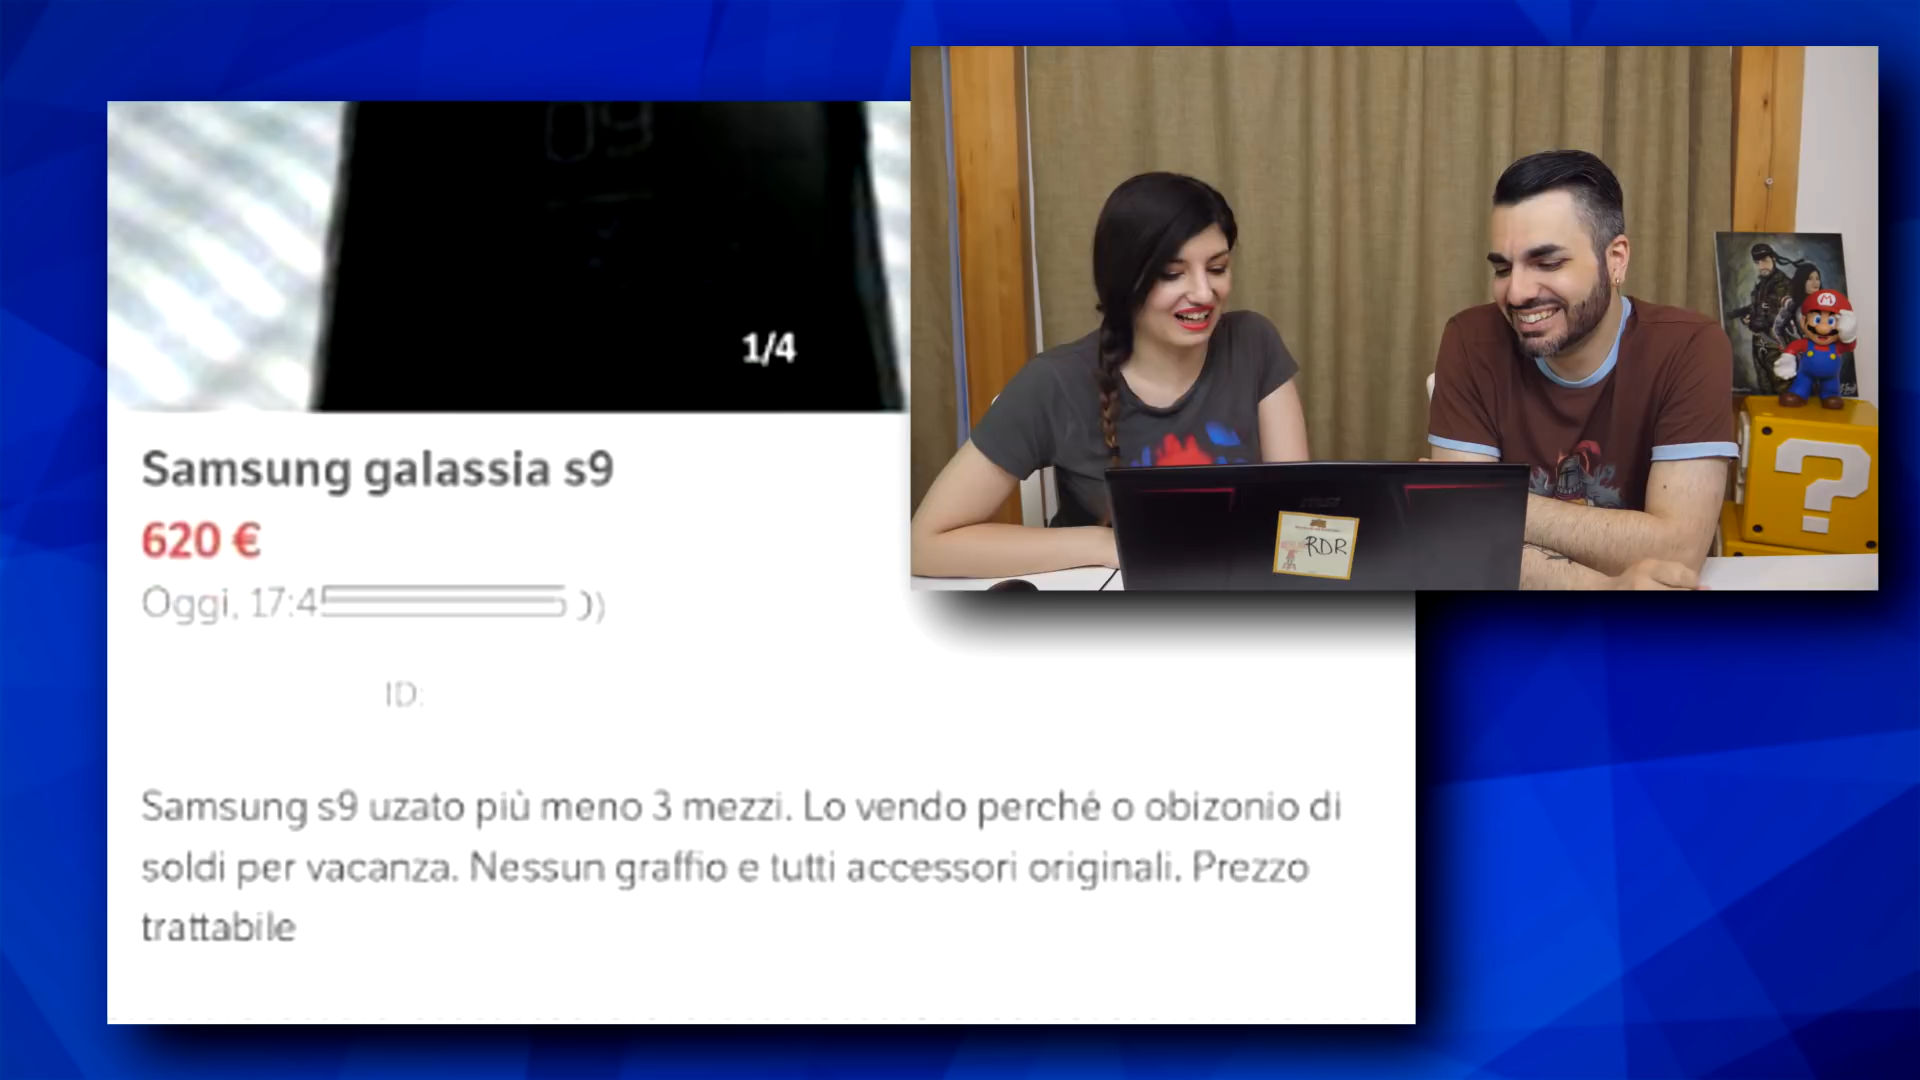 09
1/4
Samsung galassia s9
620 €
Oggi, 17:4
ID:
Samsung s9 uzato più meno 3 mezzi. Lo vendo perché o obizonio di
soldi per vacanza. Nessun graffio e tutti accessori originali. Prezzo
trattabile
RDR
M
?